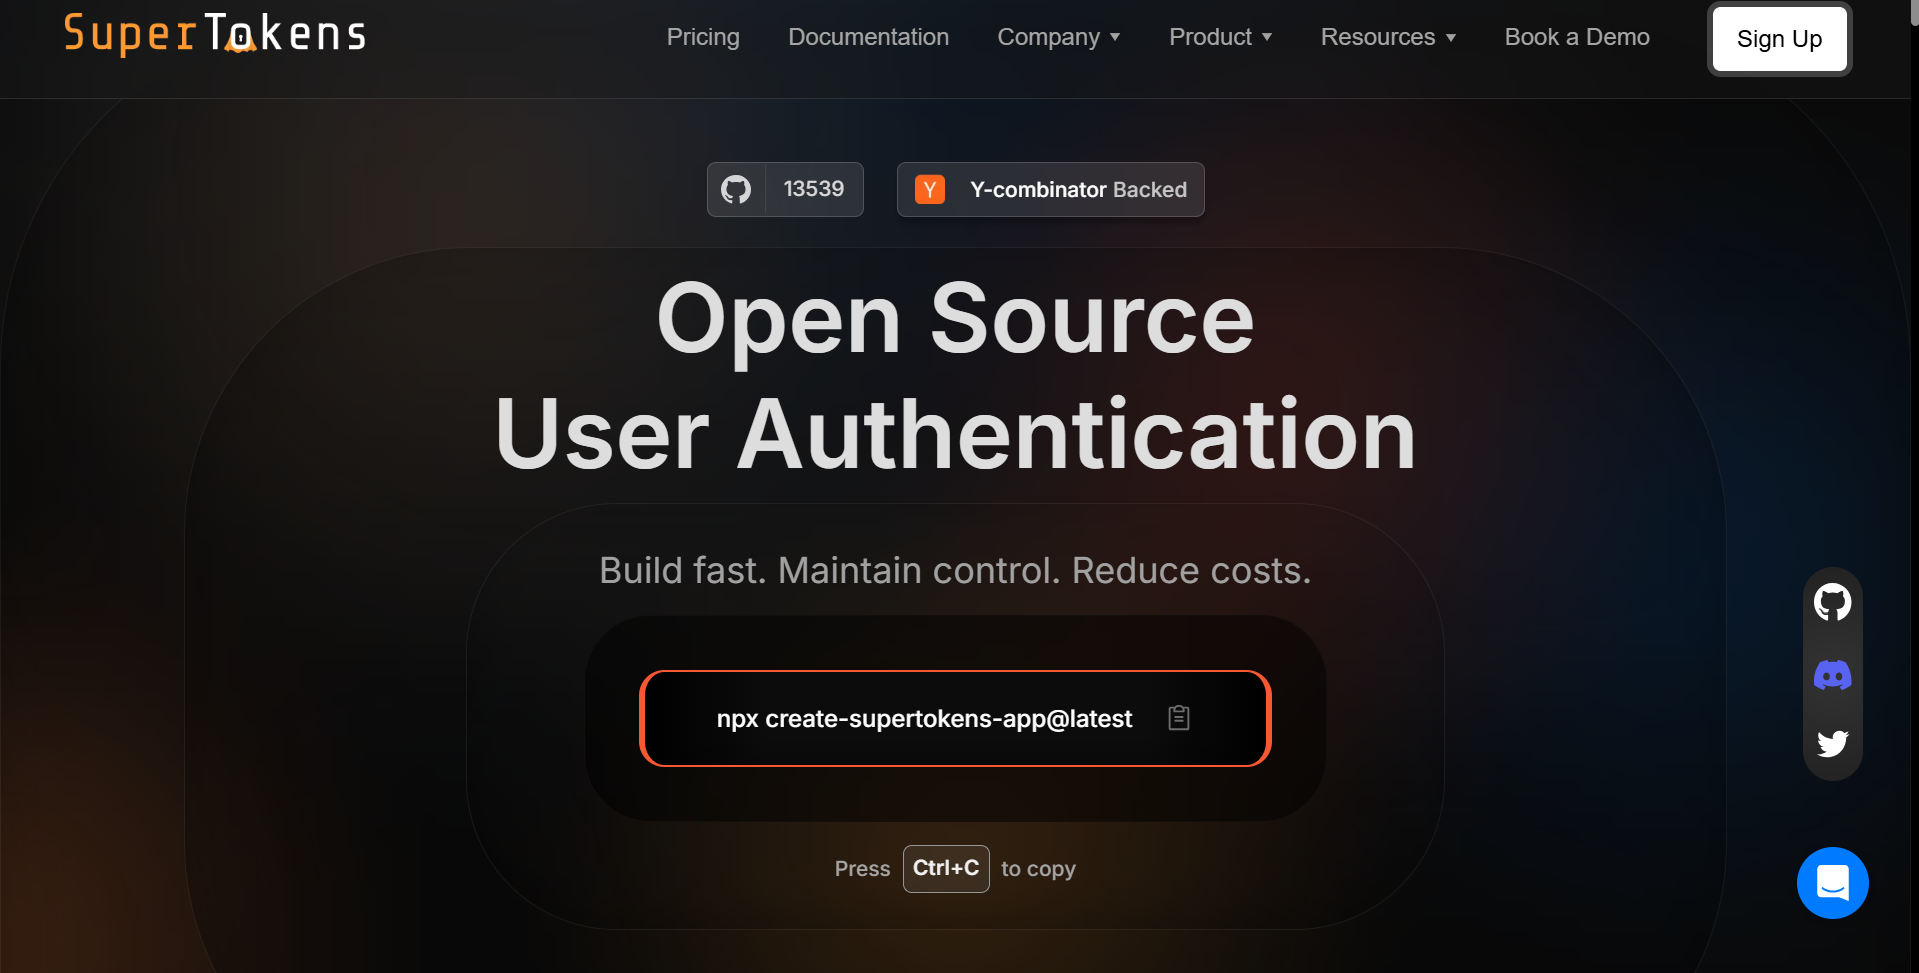 SuperTokens
Pricing Documentation Company Product Resources Book a Demo Sign Up
13539
Y Y-combinator Backed
Open Source
User Authentication
Build fast. Maintain control. Reduce costs.
npx create-supertokens-app@latest
Press Ctrl+C to copy